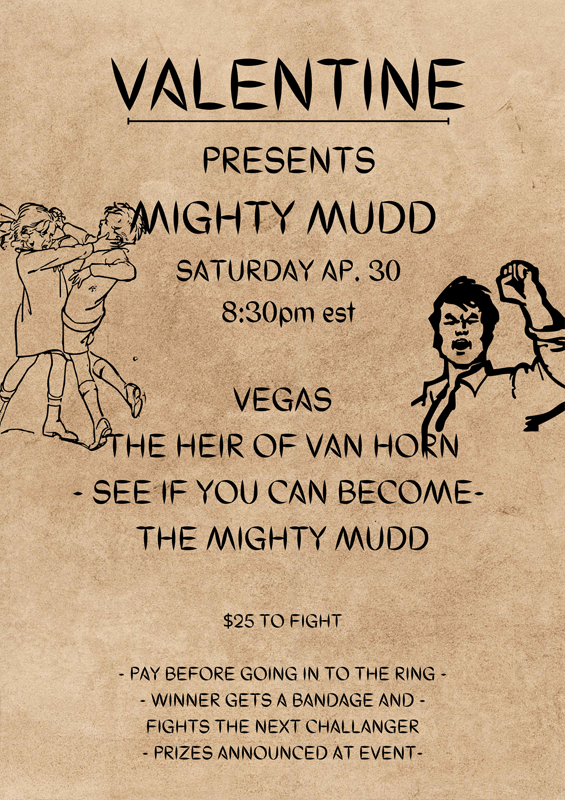 VALENTINE
PRESENTS
MIGHTY MUDD
SATURDAY AP. 30
8:30pm est
VEGAS
THE HEIR OF VAN HORN
- SEE IF YOU CAN BECOME-
THE MIGHTY MUDD
$25 TO FIGHT
- PAY BEFORE GOING IN TO THE RING -
- WINNER GETS A BANDAGE AND -
FIGHTS THE NEXT CHALLANGER
- PRIZES ANNOUNCED AT EVENT-